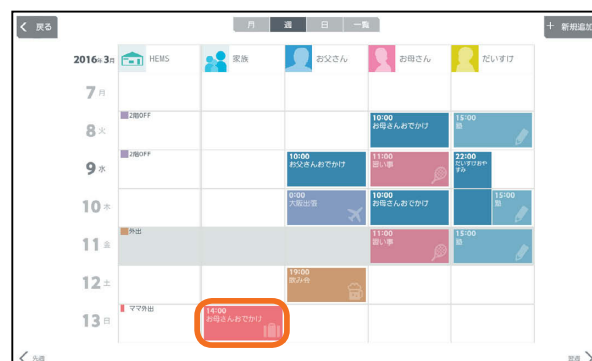 戻る
月 週 日 一覧
+ 新規追加
2016年3月 HEMS 家族 お父さん お母さん だいすけ
7 月
8 火
2階OFF
10:00
お母さんおでかけ
15:00
塾
9 水
2階OFF
10:00
お父さんおでかけ
11:00
習い事
22:00
だいすけおや
すみ
10 木
0:00
大阪出張
10:00
お母さんおでかけ
15:00
塾
11 金
外出
11:00
習い事
15:00
塾
12 土
19:00
飲み会
13 日
ママ外出
14:00
お母さんおでかけ
先週
翌週